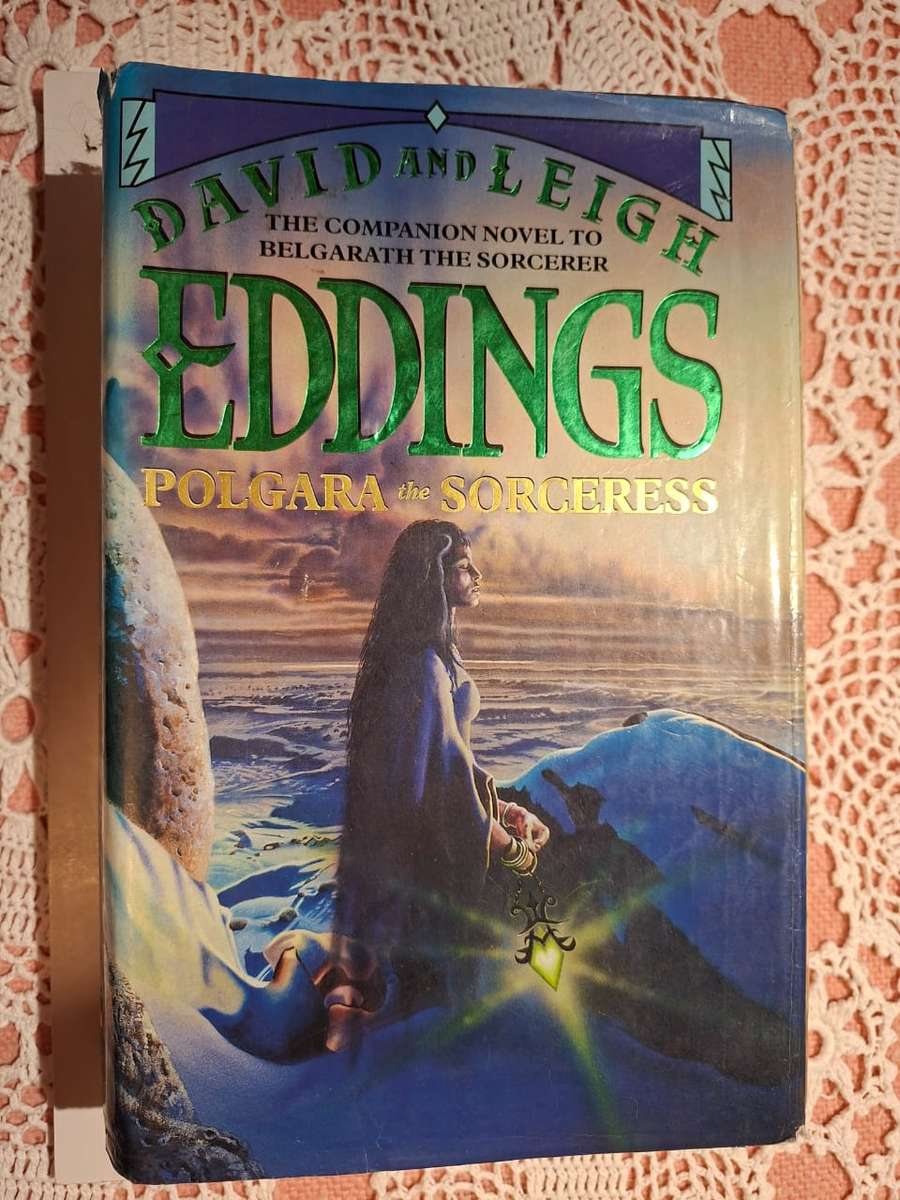 DAVID AND LEIGH
THE COMPANION NOVEL TO
BELGARATH THE SORCERER
EDDINGS
POLGARA the SORCERESS